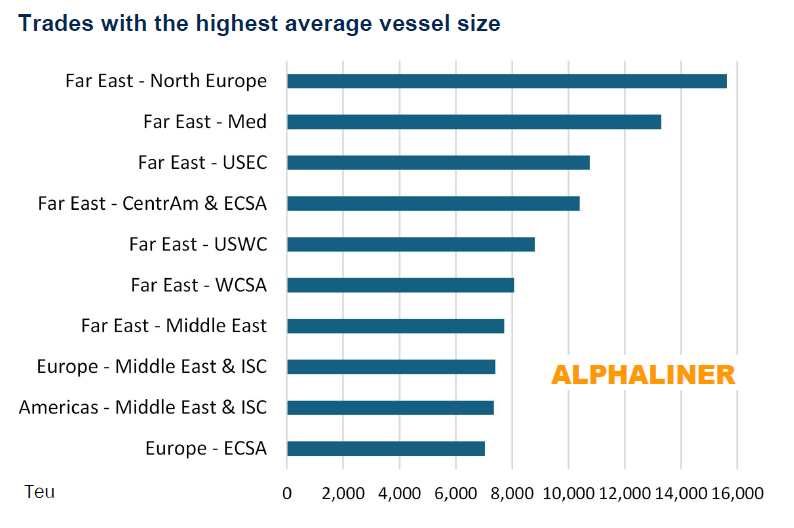 Trades with the highest average vessel size
Far East - North Europe
Far East - Med
Far East - USEC
Far East - CentrAm & ECSA
Far East - USWC
Far East - WCSA
Far East - Middle East
Europe - Middle East & ISC
ALPHALINER
Americas - Middle East & ISC
Europe - ECSA
Teu 0 2,000 4,000 6,000 8,000 10,000 12,000 14,000 16,000